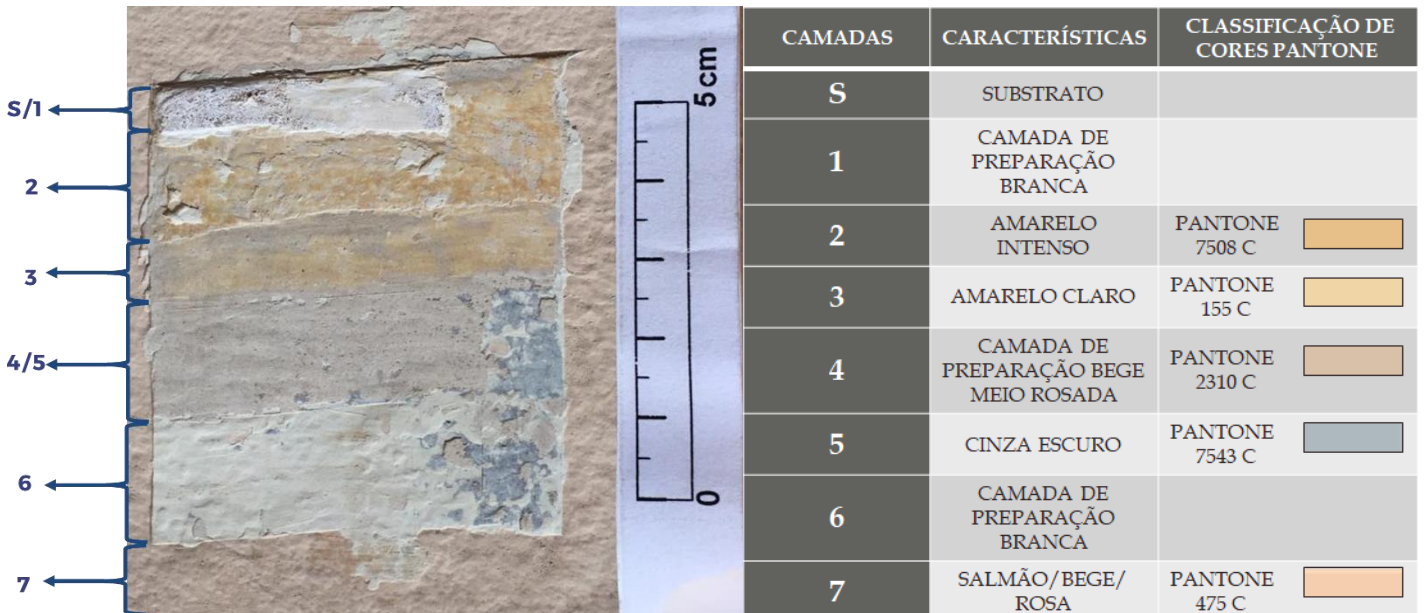 S/1
2
3
4/5
6
7
5 cm
0
CAMADAS
CARACTERÍSTICAS
CLASSIFICAÇÃO DE
CORES PANTONE
S
SUBSTRATO
1
CAMADA DE
PREPARAÇÃO
BRANCA
2
AMARELO
INTENSO
PANTONE
7508 C
3
AMARELO CLARO
PANTONE
155 C
4
CAMADA DE
PREPARAÇÃO BEGE
MEIO ROSADA
PANTONE
2310 C
5
CINZA ESCURO
PANTONE
7543 C
6
CAMADA DE
PREPARAÇÃO
BRANCA
7
SALMÃO/BEGE/
ROSA
PANTONE
475 C